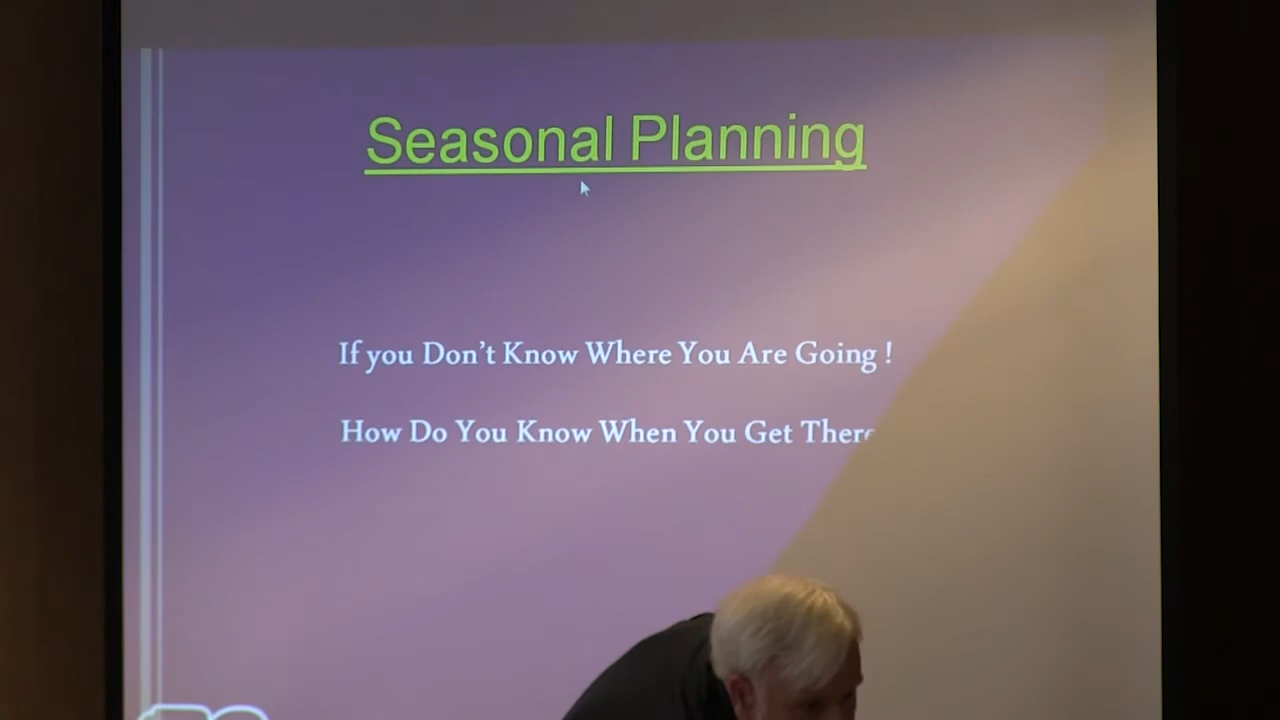 Seasonal Planning
If you Don't Know Where You Are Going !
How Do You Know When You Get There